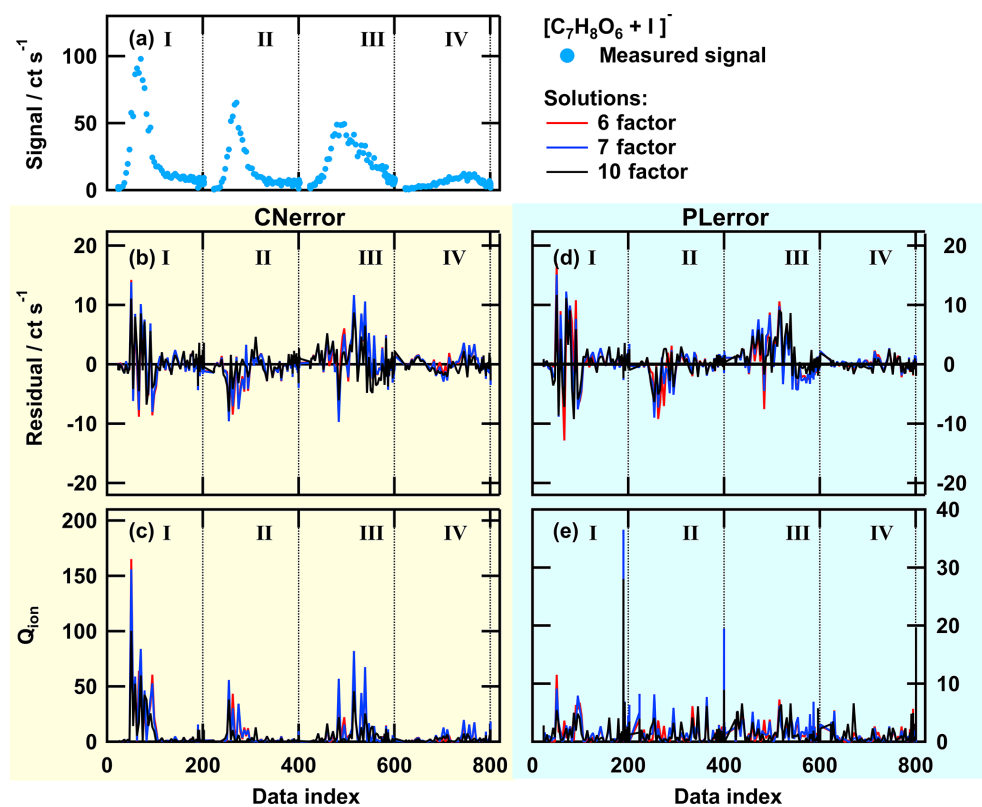 (a) I II III IV
[C₇H₈O₆ + I ]⁻
Measured signal
Solutions:
6 factor
7 factor
10 factor
Signal / ct s⁻¹
100
50
0
CNerror
PLerror
(b) I II III IV
(d) I II III IV
Residual / ct s⁻¹
20
10
0
-10
-20
20
10
0
-10
-20
(c) I II III IV
(e) I II III IV
Qion
200
150
100
50
0
40
30
20
10
0
0 200 400 600 800
0 200 400 600 800
Data index
Data index